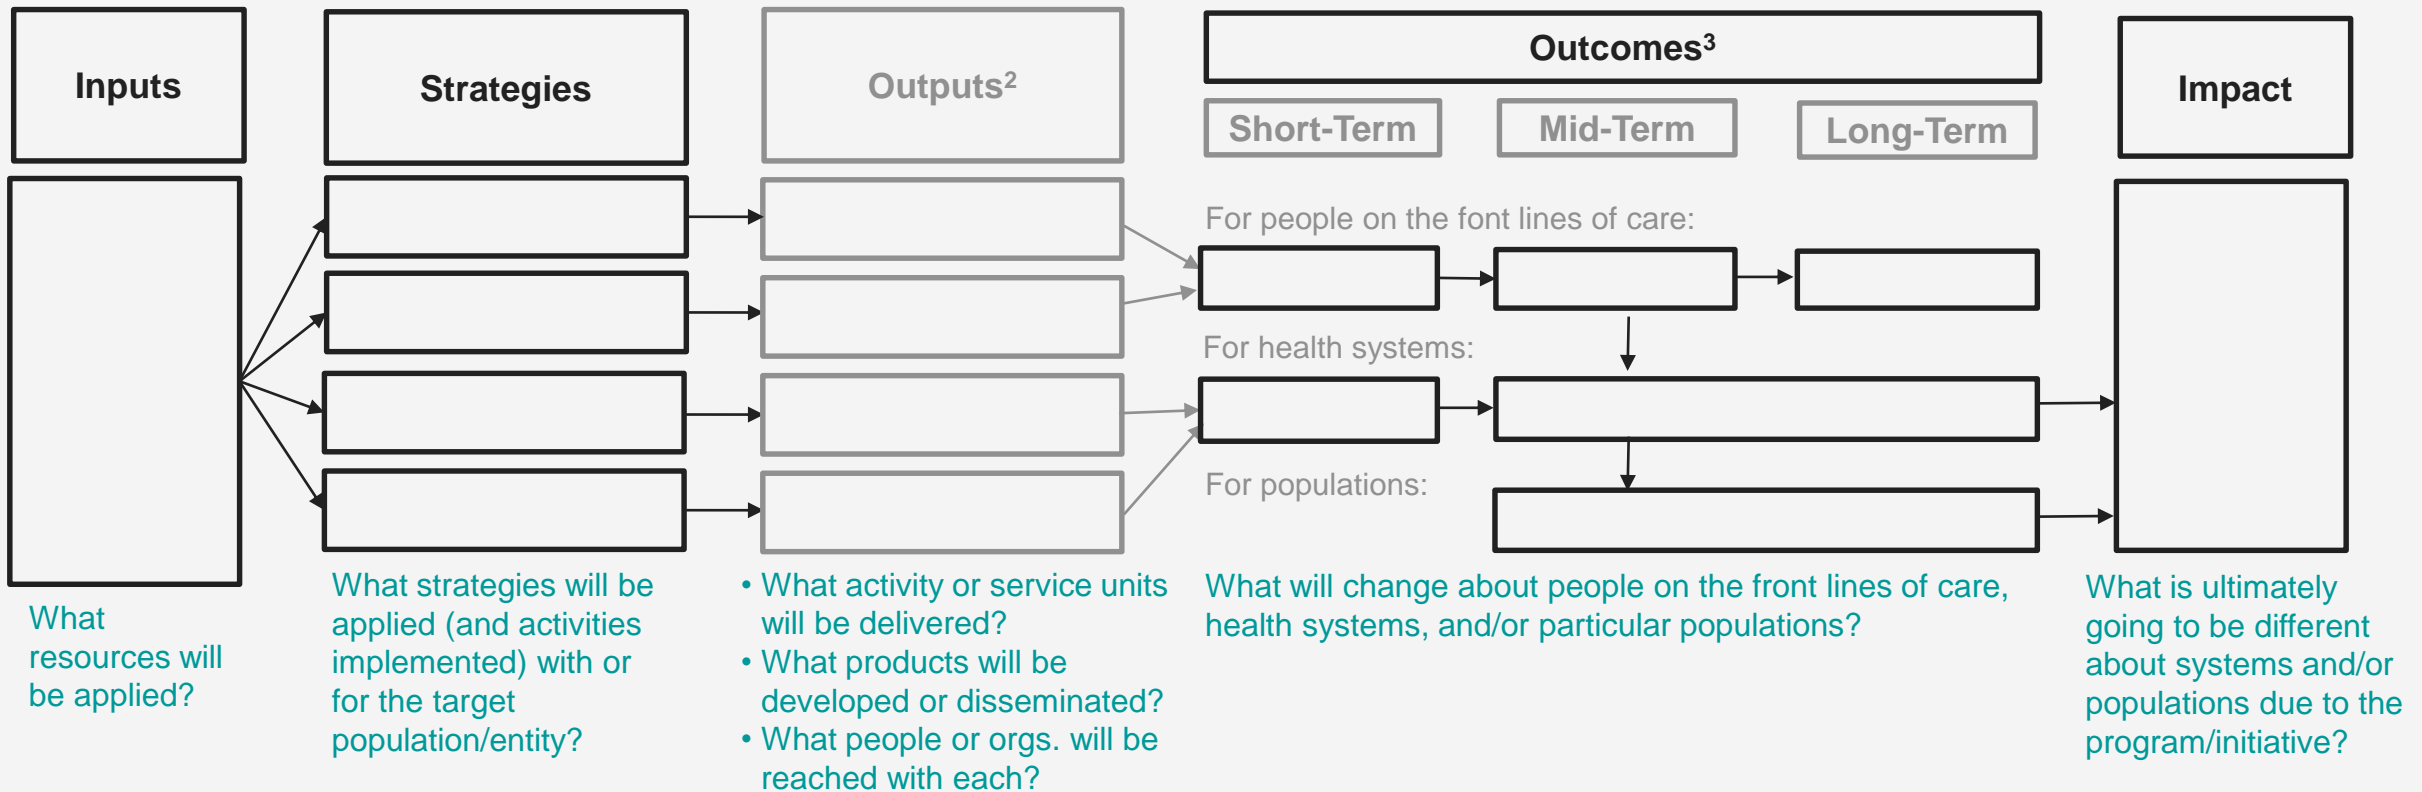 Inputs
Strategies
Outputs²
Outcomes³
Impact
Short-Term
Mid-Term
Long-Term
For people on the font lines of care:
For health systems:
For populations:
What
resources will
be applied?
What strategies will be
applied (and activities
implemented) with or
for the target
population/entity?
• What activity or service units
will be delivered?
• What products will be
developed or disseminated?
• What people or orgs. will be
reached with each?
What will change about people on the front lines of care,
health systems, and/or particular populations?
What is ultimately
going to be different
about systems and/or
populations due to the
program/initiative?